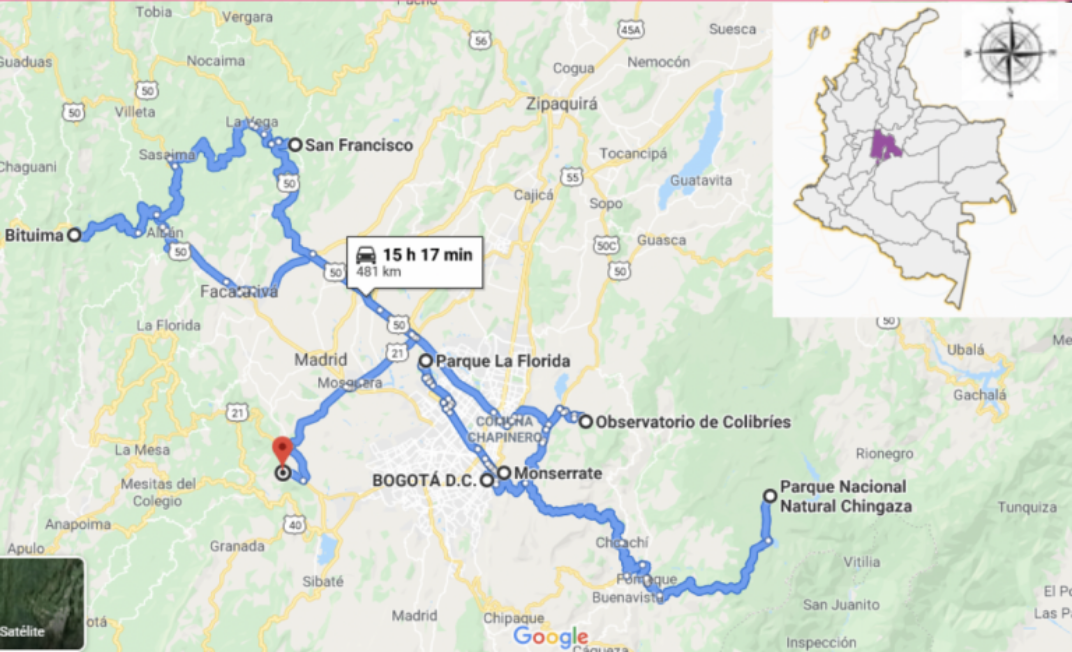 Tobia
Vergara
Pacho
56
45A
Suesca
Guaduas
Nocaima
Cogua
Nemocón
50
50
Villeta
Zipaquirá
La Vega
San Francisco
Sasaima
Tocancipá
Chaguani
50
55
Guatavita
Cajicá
Sopo
Bituima
Albán
50
50C
Guasca
50
15 h 17 min
481 km
50
Facatativá
La Florida
50
50
Ubalá
Madrid
21
Parque La Florida
Mosquera
Gachalá
21
COLINA
CHAPINERO
Observatorio de Colibríes
La Mesa
Rionegro
Mesitas del
Colegio
BOGOTÁ D.C.
Monserrate
Parque Nacional
Natural Chingaza
Anapoima
40
Tunquiza
Apulo
Granada
Choachí
Vitilia
Sibaté
Fómeque
Buenavista
San Juanito
El Po
Las Pa
Satélite
otá
Madrid
Chipaque
Google
Cáqueza
Inspección